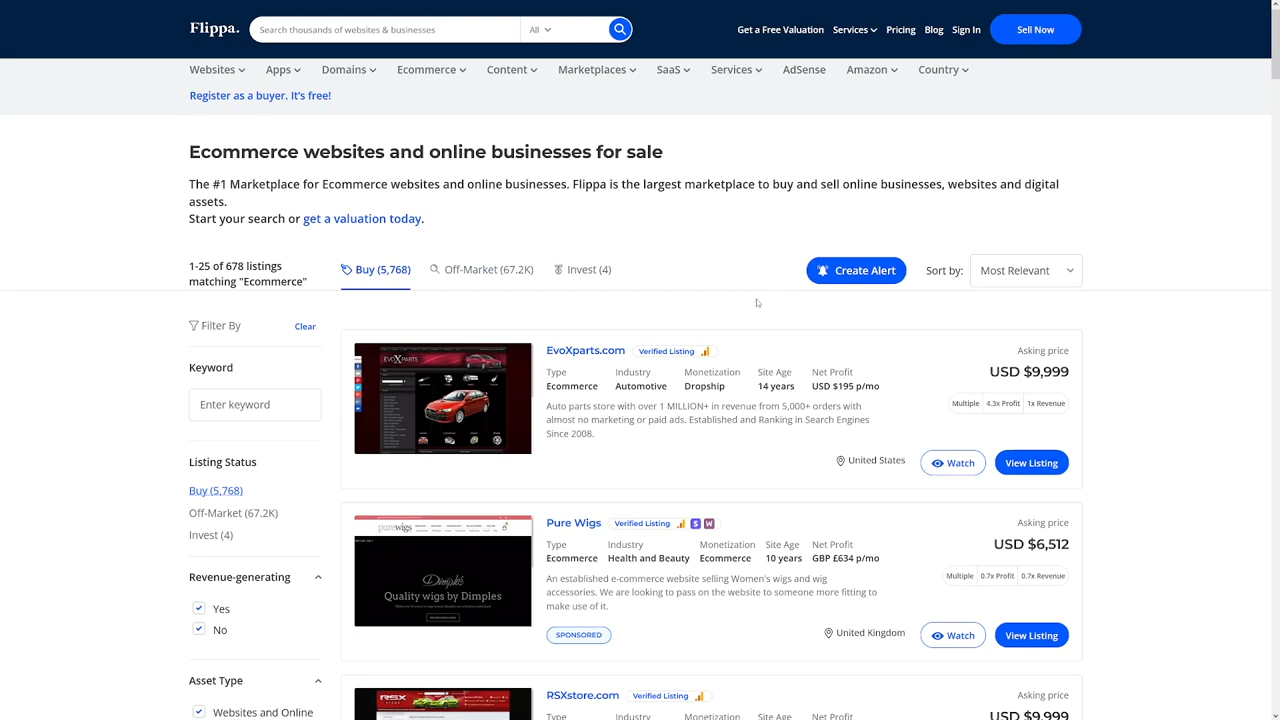 Flippa.
Search thousands of websites & businesses
All
Get a Free Valuation
Services
Pricing
Blog
Sign In
Sell Now
Websites
Apps
Domains
Ecommerce
Content
Marketplaces
SaaS
Services
AdSense
Amazon
Country
Register as a buyer. It's free!
Ecommerce websites and online businesses for sale
The #1 Marketplace for Ecommerce websites and online businesses. Flippa is the largest marketplace to buy and sell online businesses, websites and digital
assets.
Start your search or get a valuation today.
1-25 of 678 listings
matching "Ecommerce"
Buy (5,768)
Off-Market (67.2K)
Invest (4)
Create Alert
Sort by:
Most Relevant
Filter By
Clear
Keyword
Enter keyword
Listing Status
Buy (5,768)
Off-Market (67.2K)
Invest (4)
Revenue-generating
Yes
No
Asset Type
Websites and Online
EVOXPARTS
EvoXparts.com
Verified Listing
Asking price
USD $9,999
Type
Industry
Monetization
Site Age
Net Profit
Ecommerce
Automotive
Dropship
14 years
USD $195 p/mo
Multiple
4.3x Profit
1x Revenue
Auto parts store with over 1 MILLION+ in revenue from 5,000+ orders with
almost no marketing or paid ads. Established and Ranking in Search Engines
Since 2008.
United States
Watch
View Listing
purewigs
Dimples
Quality wigs by Dimples
Pure Wigs
Verified Listing
Asking price
USD $6,512
Type
Industry
Monetization
Site Age
Net Profit
Ecommerce
Health and Beauty
Ecommerce
10 years
GBP £634 p/mo
Multiple
0.7x Profit
0.7x Revenue
An established e-commerce website selling Women's wigs and wig
accessories. We are looking to pass on the website to someone more fitting to
make use of it.
SPONSORED
United Kingdom
Watch
View Listing
RSX
STORE
RSXstore.com
Verified Listing
Asking price
USD $9,999
Type
Industry
Monetization
Site Age
Net Profit